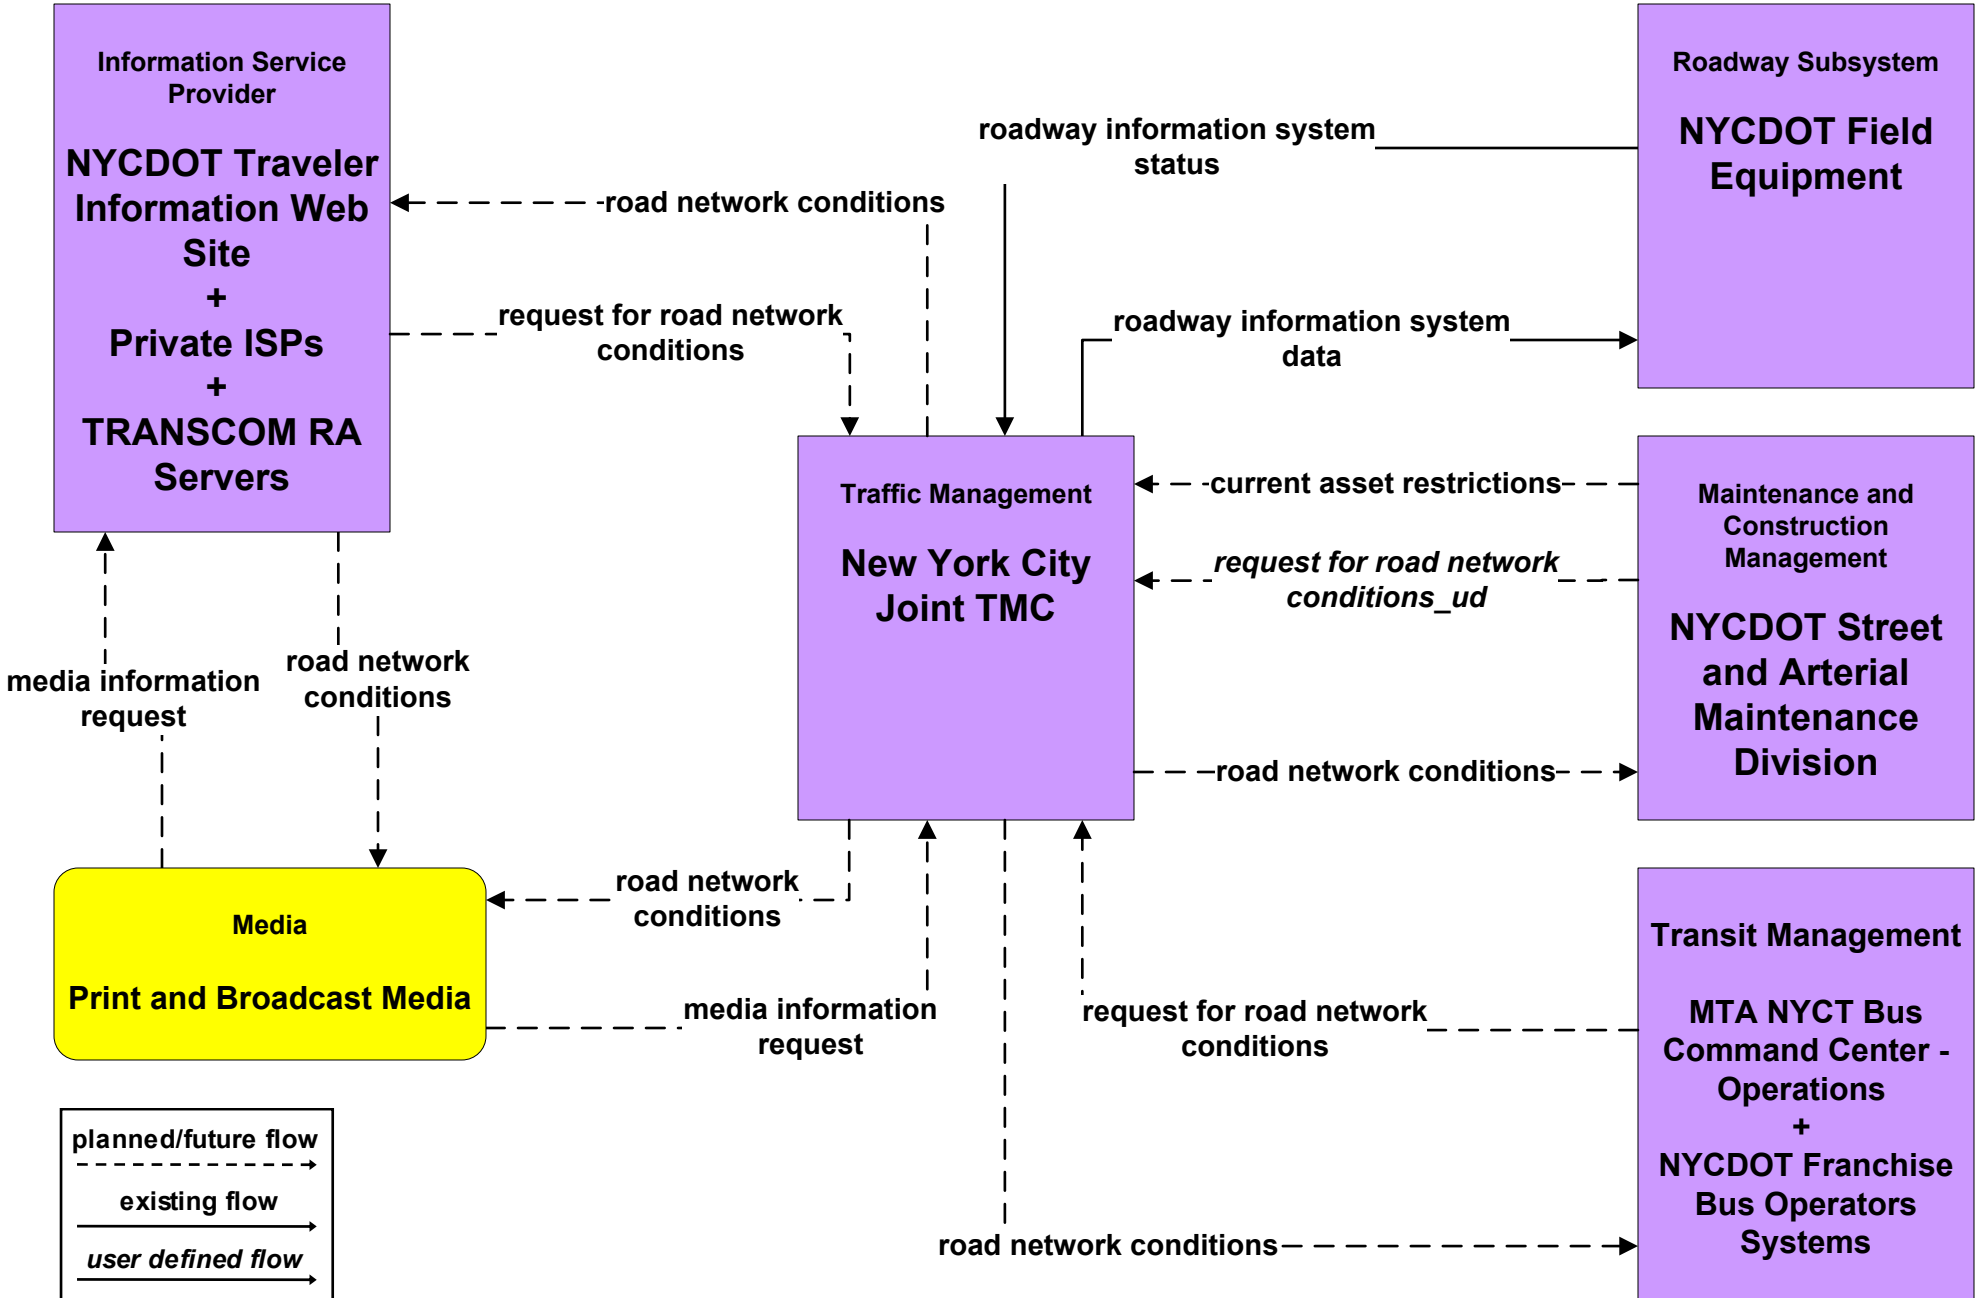 Information Service
Provider
NYCDOT Traveler
Information Web
Site
+
Private ISPs
+
TRANSCOM RA
Servers
Roadway Subsystem
NYCDOT Field
Equipment
roadway information system
status
road network conditions
request for road network
conditions
roadway information system
data
Traffic Management
New York City
Joint TMC
current asset restrictions
request for road network
conditions_ud
road network conditions
Maintenance and
Construction
Management
NYCDOT Street
and Arterial
Maintenance
Division
media information
request
road network
conditions
Media
Print and Broadcast Media
road network
conditions
media information
request
request for road network
conditions
road network conditions
Transit Management
MTA NYCT Bus
Command Center -
Operations
+
NYCDOT Franchise
Bus Operators
Systems
planned/future flow
existing flow
user defined flow